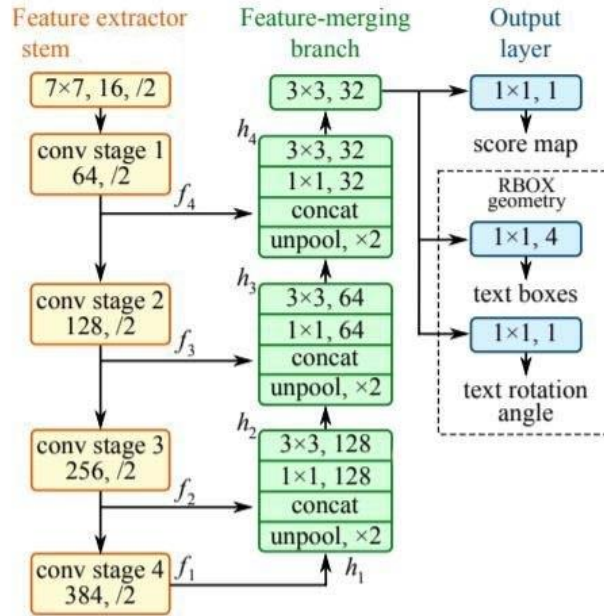 Feature extractor
stem
7×7, 16, /2
conv stage 1
64, /2
f4
conv stage 2
128, /2
f3
conv stage 3
256, /2
f2
conv stage 4
384, /2
f1
Feature-merging
branch
3×3, 32
h4
3×3, 32
1×1, 32
concat
unpool, ×2
h3
3×3, 64
1×1, 64
concat
unpool, ×2
h2
3×3, 128
1×1, 128
concat
unpool, ×2
h1
Output
layer
1×1, 1
score map
RBOX
geometry
1×1, 4
text boxes
1×1, 1
text rotation
angle